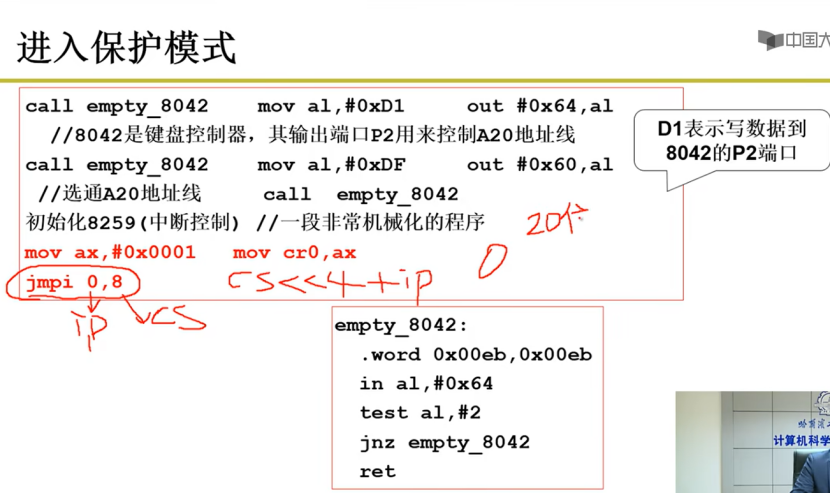 进入保护模式
中国大
call empty_8042 mov al,#0xD1 out #0x64,al
//8042是键盘控制器，其输出端口P2用来控制A20地址线
call empty_8042 mov al,#0xDF out #0x60,al
//选通A20地址线 call empty_8042
初始化8259(中断控制) //一段非常机械化的程序
mov ax,#0x0001 mov cr0,ax
jmpi 0,8
D1表示写数据到
8042的P2端口
20位
0
CS<<4+ip
ip
CS
empty_8042:
.word 0x00eb,0x00eb
in al,#0x64
test al,#2
jnz empty_8042
ret
计算机科学